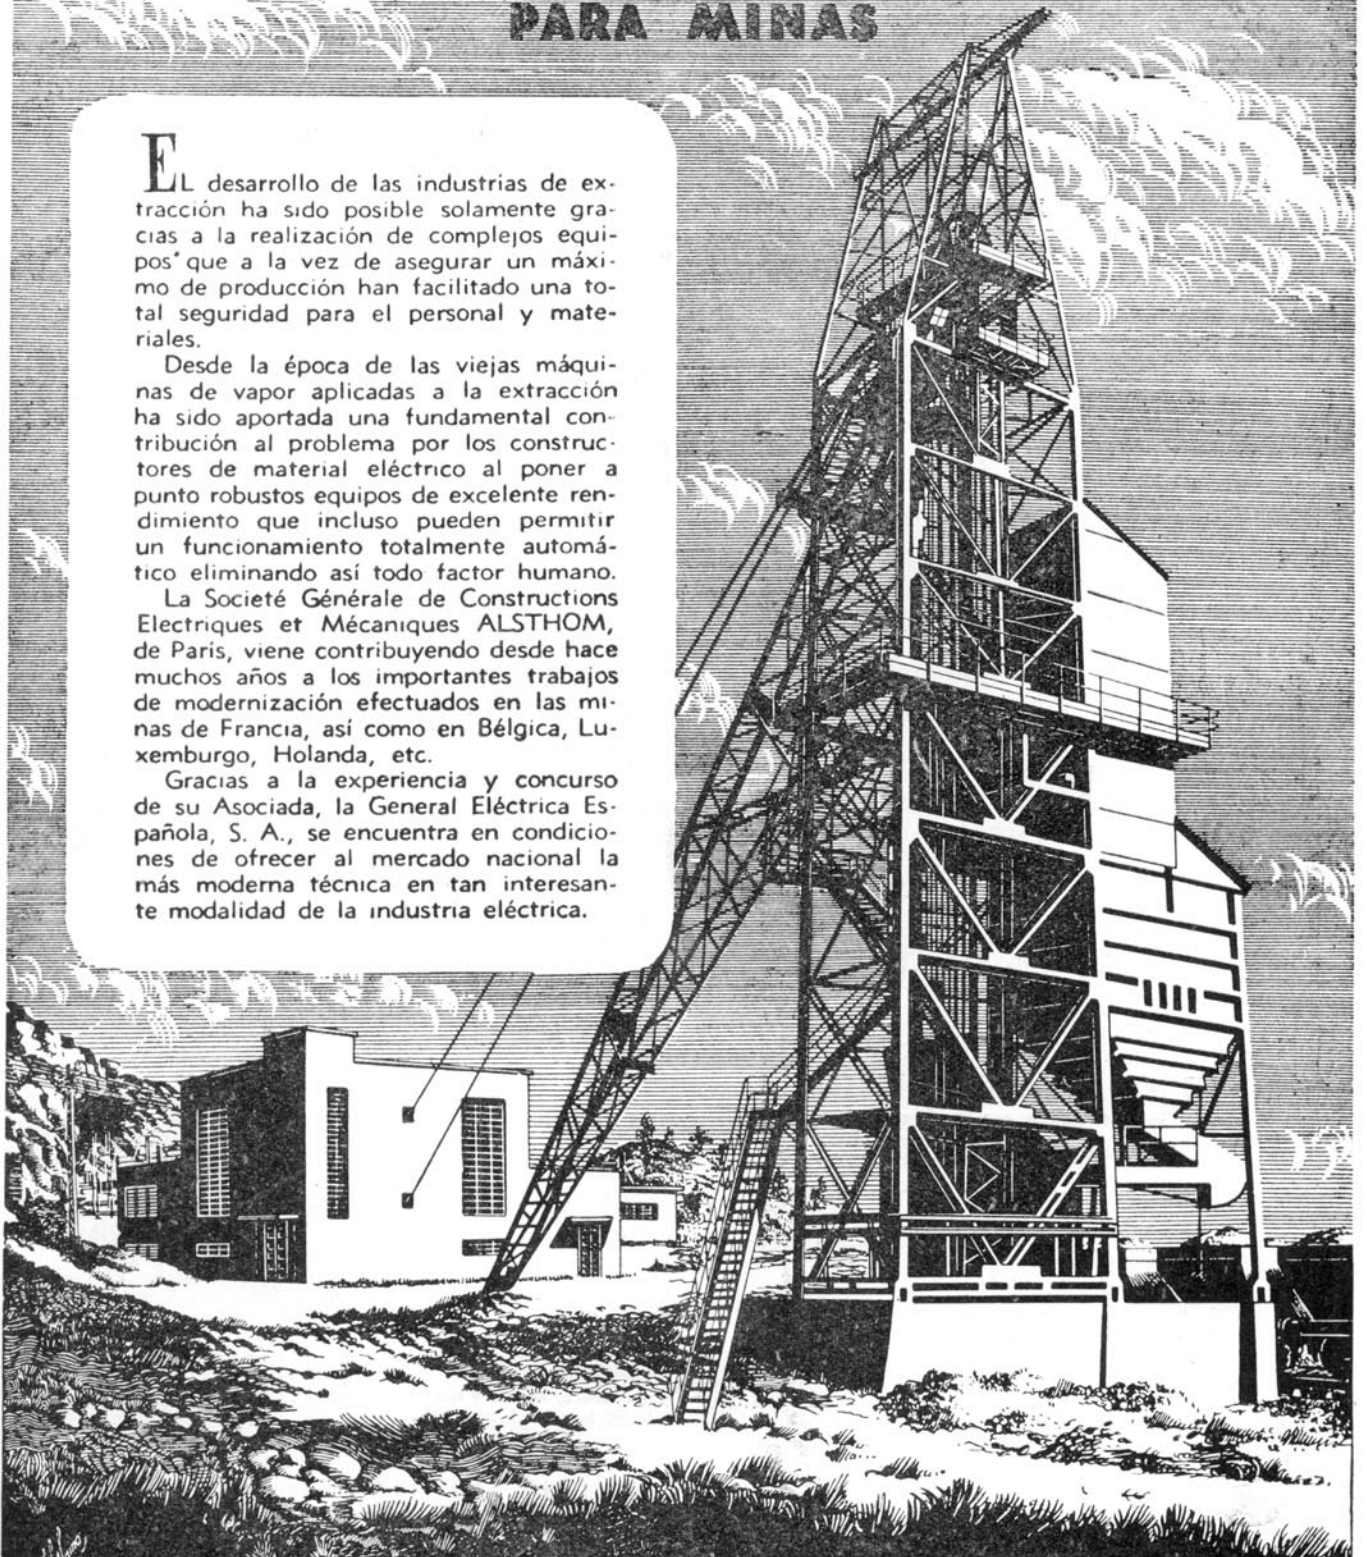 PARA MINAS
EL desarrollo de las industrias de ex-
tracción ha sido posible solamente gra-
cias a la realización de complejos equi-
pos que a la vez de asegurar un máxi-
mo de producción han facilitado una to-
tal seguridad para el personal y mate-
riales.
Desde la época de las viejas máqui-
nas de vapor aplicadas a la extracción
ha sido aportada una fundamental con-
tribución al problema por los construc-
tores de material eléctrico al poner a
punto robustos equipos de excelente ren-
dimiento que incluso pueden permitir
un funcionamiento totalmente automá-
tico eliminando así todo factor humano.
La Societé Générale de Constructions
Electriques et Mécaniques ALSTHOM,
de París, viene contribuyendo desde hace
muchos años a los importantes trabajos
de modernización efectuados en las mi-
nas de Francia, así como en Bélgica, Lu-
xemburgo, Holanda, etc.
Gracias a la experiencia y concurso
de su Asociada, la General Eléctrica Es-
pañola, S. A., se encuentra en condicio-
nes de ofrecer al mercado nacional la
más moderna técnica en tan interesan-
te modalidad de la industria eléctrica.